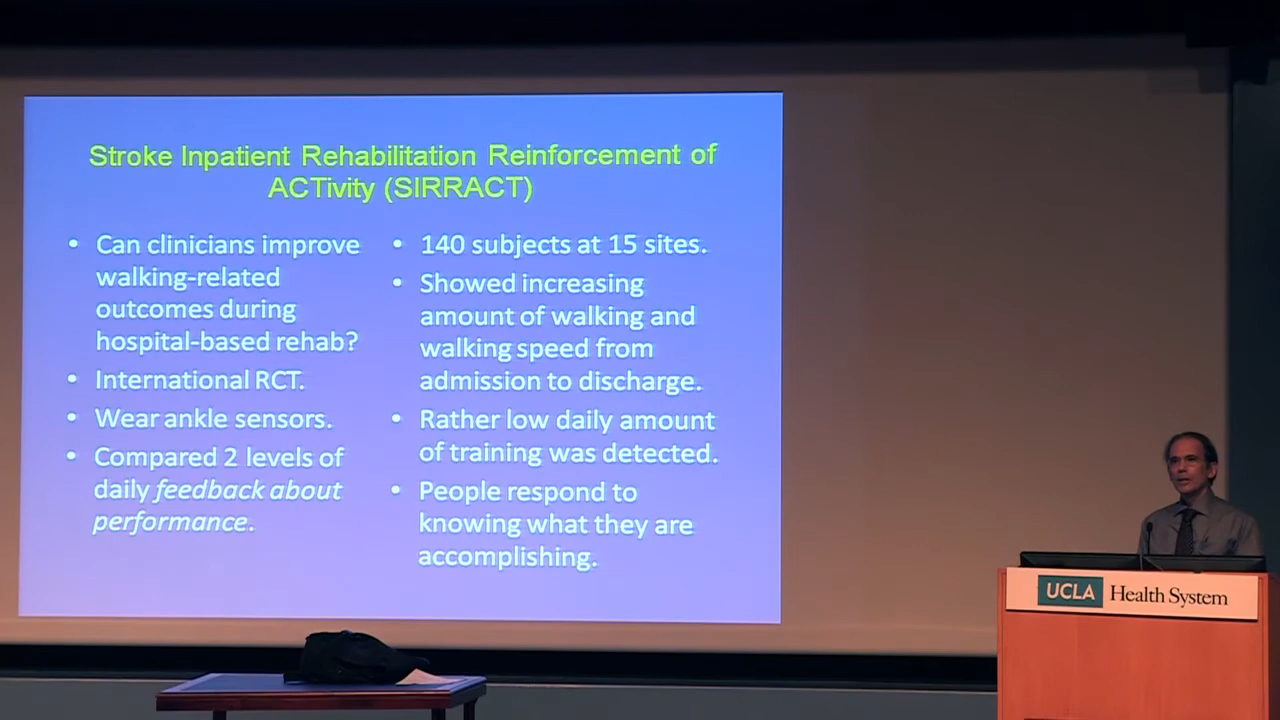 Stroke Inpatient Rehabilitation Reinforcement of
ACTivity (SIRRACT)
• Can clinicians improve
walking-related
outcomes during
hospital-based rehab?
• International RCT.
• Wear ankle sensors.
• Compared 2 levels of
daily feedback about
performance.
• 140 subjects at 15 sites.
• Showed increasing
amount of walking and
walking speed from
admission to discharge.
• Rather low daily amount
of training was detected.
• People respond to
knowing what they are
accomplishing.
UCLA Health System